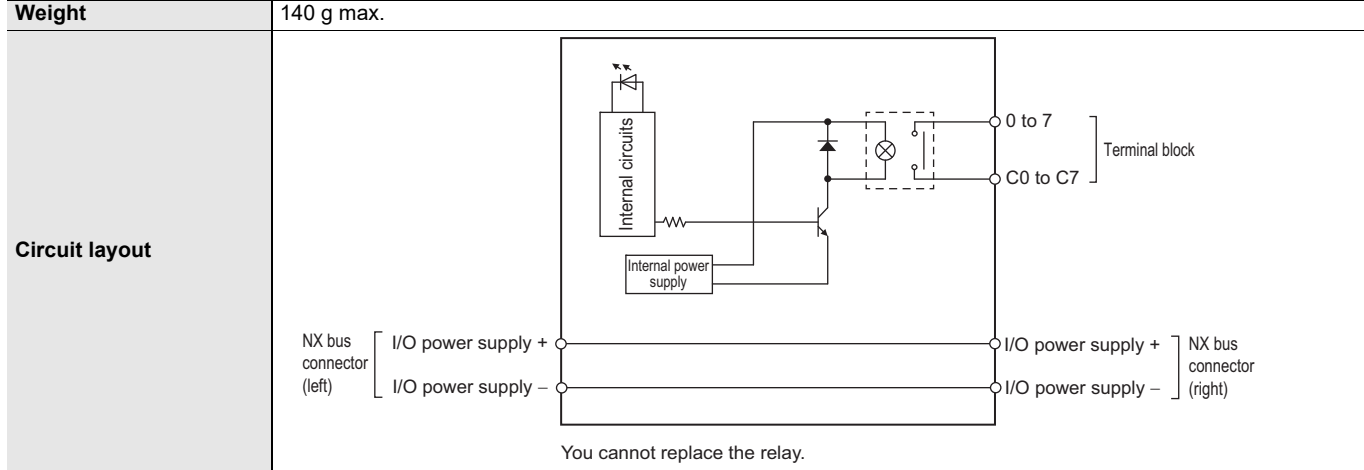 Weight
140 g max.
Circuit layout
Internal circuits
0 to 7
Terminal block
C0 to C7
Internal power
supply
NX bus
connector
(left)
I/O power supply +
I/O power supply −
I/O power supply +
I/O power supply −
NX bus
connector
(right)
You cannot replace the relay.